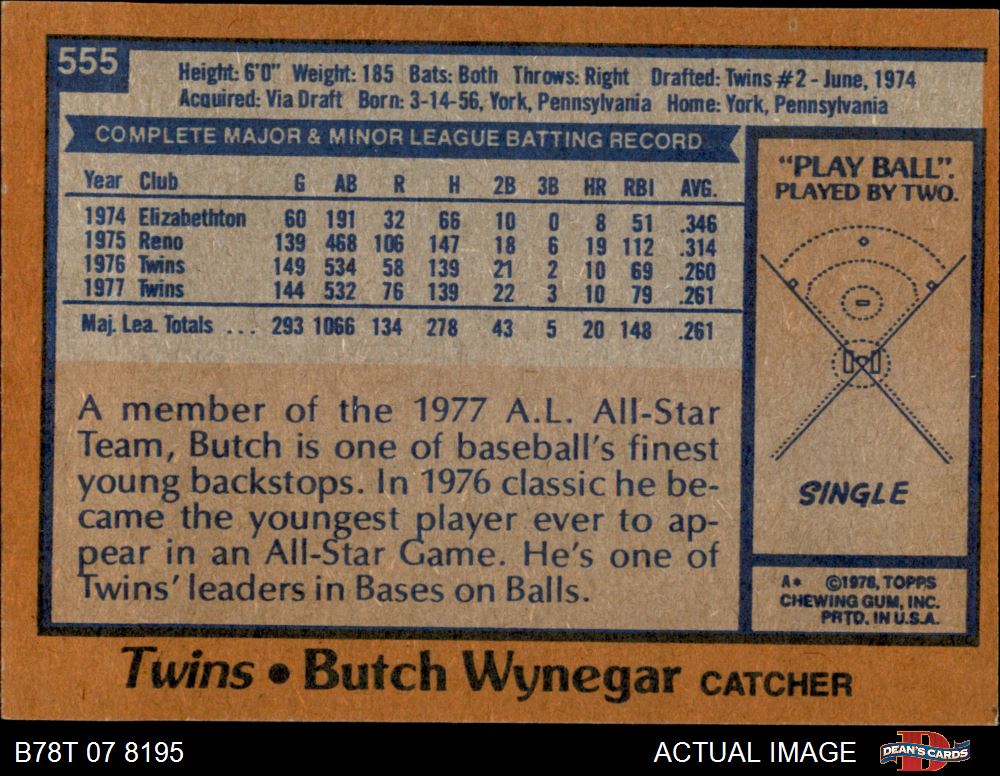 555
Height: 6'0" Weight: 185 Bats: Both Throws: Right Drafted: Twins #2 - June, 1974
Acquired: Via Draft Born: 3-14-56, York, Pennsylvania Home: York, Pennsylvania
COMPLETE MAJOR & MINOR LEAGUE BATTING RECORD
Year Club G AB R H 2B 3B HR RBI AVG.
1974 Elizabethton 60 191 32 66 10 0 8 51 .346
1975 Reno 139 468 106 147 18 6 19 112 .314
1976 Twins 149 534 58 139 21 2 10 69 .260
1977 Twins 144 532 76 139 22 3 10 79 .261
Maj. Lea. Totals ... 293 1066 134 278 43 5 20 148 .261
A member of the 1977 A.L. All-Star
Team, Butch is one of baseball's finest
young backstops. In 1976 classic he be-
came the youngest player ever to ap-
pear in an All-Star Game. He's one of
Twins' leaders in Bases on Balls.
"PLAY BALL".
PLAYED BY TWO.
SINGLE
A* ©1978, TOPPS
CHEWING GUM, INC.
PRTD. IN U.S.A.
Twins • Butch Wynegar CATCHER
B78T 07 8195
ACTUAL IMAGE
DEAN'S CARDS